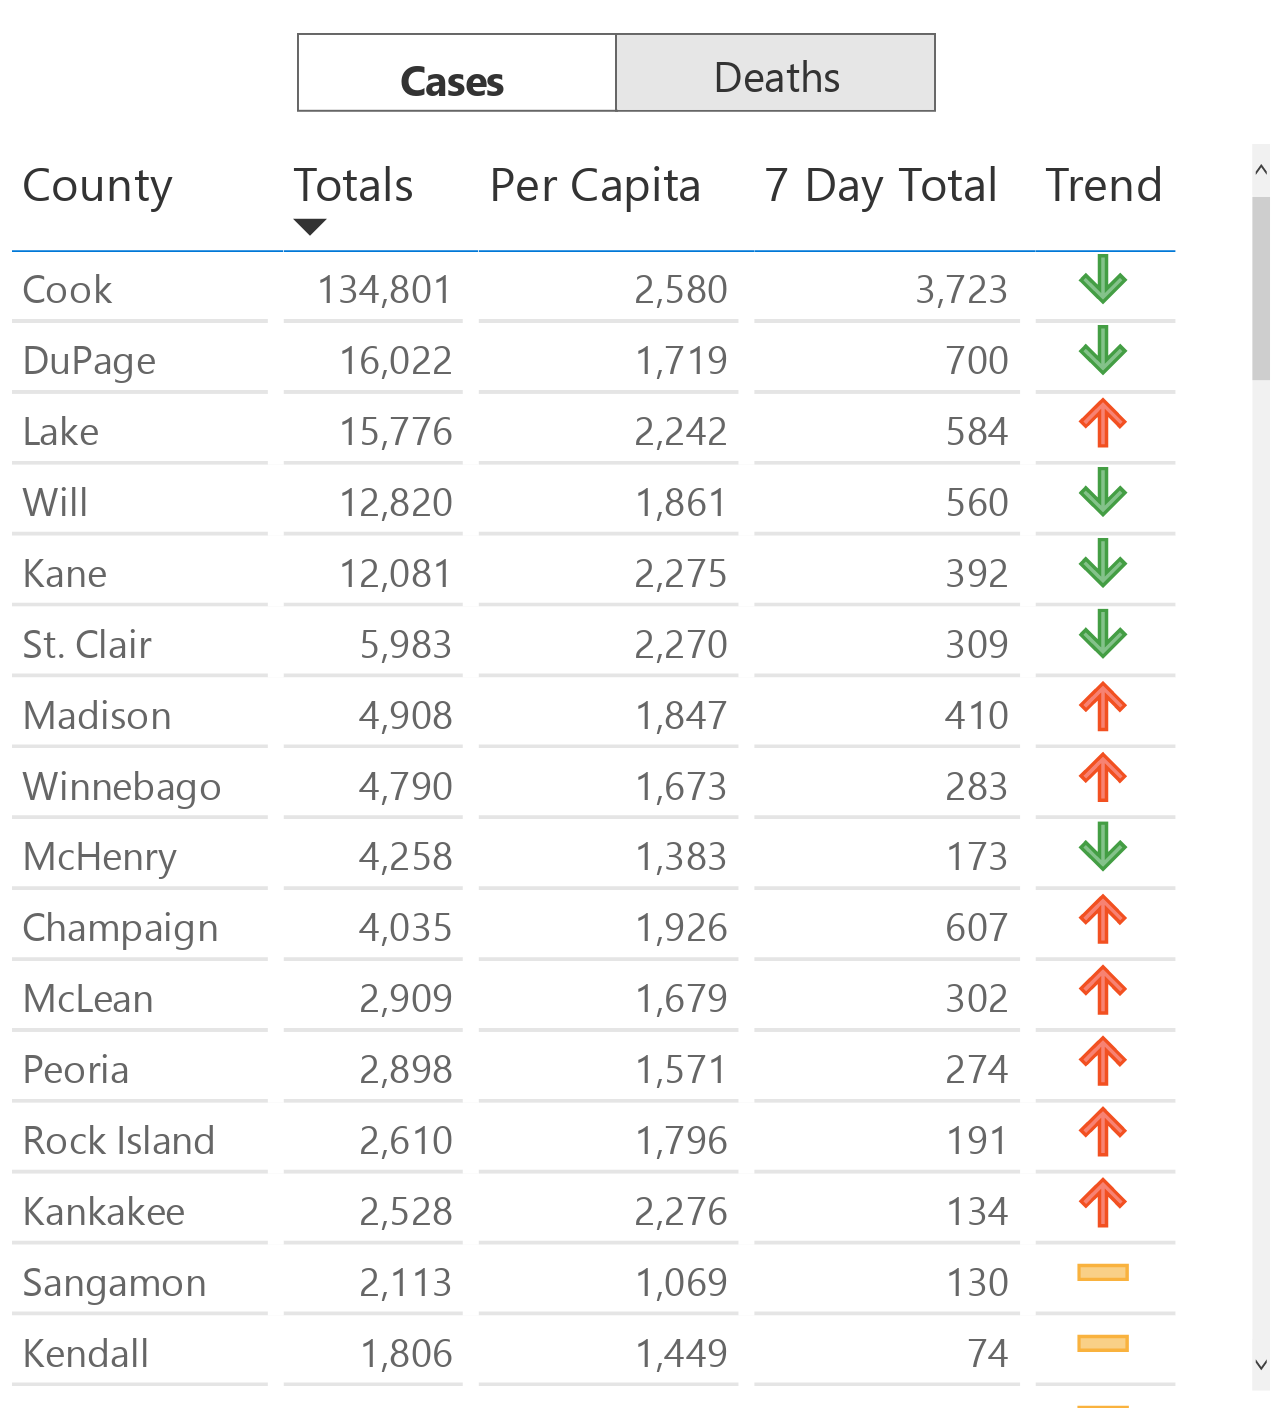 Cases Deaths
County Totals Per Capita 7 Day Total Trend
Cook 134,801 2,580 3,723
DuPage 16,022 1,719 700
Lake 15,776 2,242 584
Will 12,820 1,861 560
Kane 12,081 2,275 392
St. Clair 5,983 2,270 309
Madison 4,908 1,847 410
Winnebago 4,790 1,673 283
McHenry 4,258 1,383 173
Champaign 4,035 1,926 607
McLean 2,909 1,679 302
Peoria 2,898 1,571 274
Rock Island 2,610 1,796 191
Kankakee 2,528 2,276 134
Sangamon 2,113 1,069 130
Kendall 1,806 1,449 74